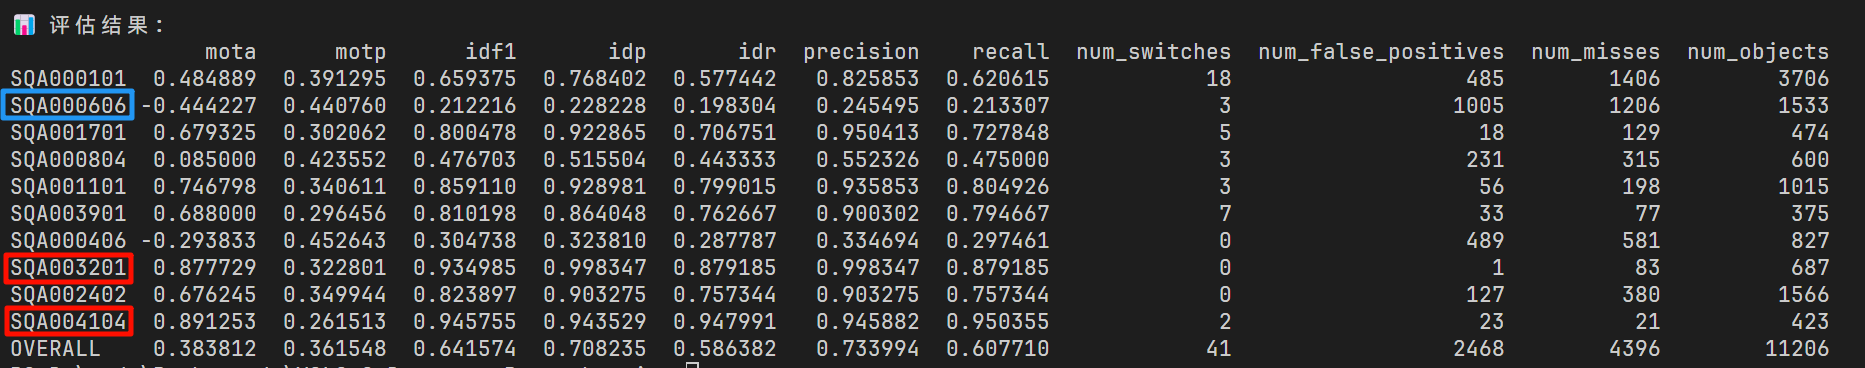 📊 评估结果：
mota motp idf1 idp idr precision recall num_switches num_false_positives num_misses num_objects
SQA000101 0.484889 0.391295 0.659375 0.768402 0.577442 0.825853 0.620615 18 485 1406 3706
SQA000606 -0.444227 0.440760 0.212216 0.228228 0.198304 0.245495 0.213307 3 1005 1206 1533
SQA001701 0.679325 0.302062 0.800478 0.922865 0.706751 0.950413 0.727848 5 18 129 474
SQA000804 0.085000 0.423552 0.476703 0.515504 0.443333 0.552326 0.475000 3 231 315 600
SQA001101 0.746798 0.340611 0.859110 0.928981 0.799015 0.935853 0.804926 3 56 198 1015
SQA003901 0.688000 0.296456 0.810198 0.864048 0.762667 0.900302 0.794667 7 33 77 375
SQA000406 -0.293833 0.452643 0.304738 0.323810 0.287787 0.334694 0.297461 0 489 581 827
SQA003201 0.877729 0.322801 0.934985 0.998347 0.879185 0.998347 0.879185 0 1 83 687
SQA002402 0.676245 0.349944 0.823897 0.903275 0.757344 0.903275 0.757344 0 127 380 1566
SQA004104 0.891253 0.261513 0.945755 0.943529 0.947991 0.945882 0.950355 2 23 21 423
OVERALL 0.383812 0.361548 0.641574 0.708235 0.586382 0.733994 0.607710 41 2468 4396 11206